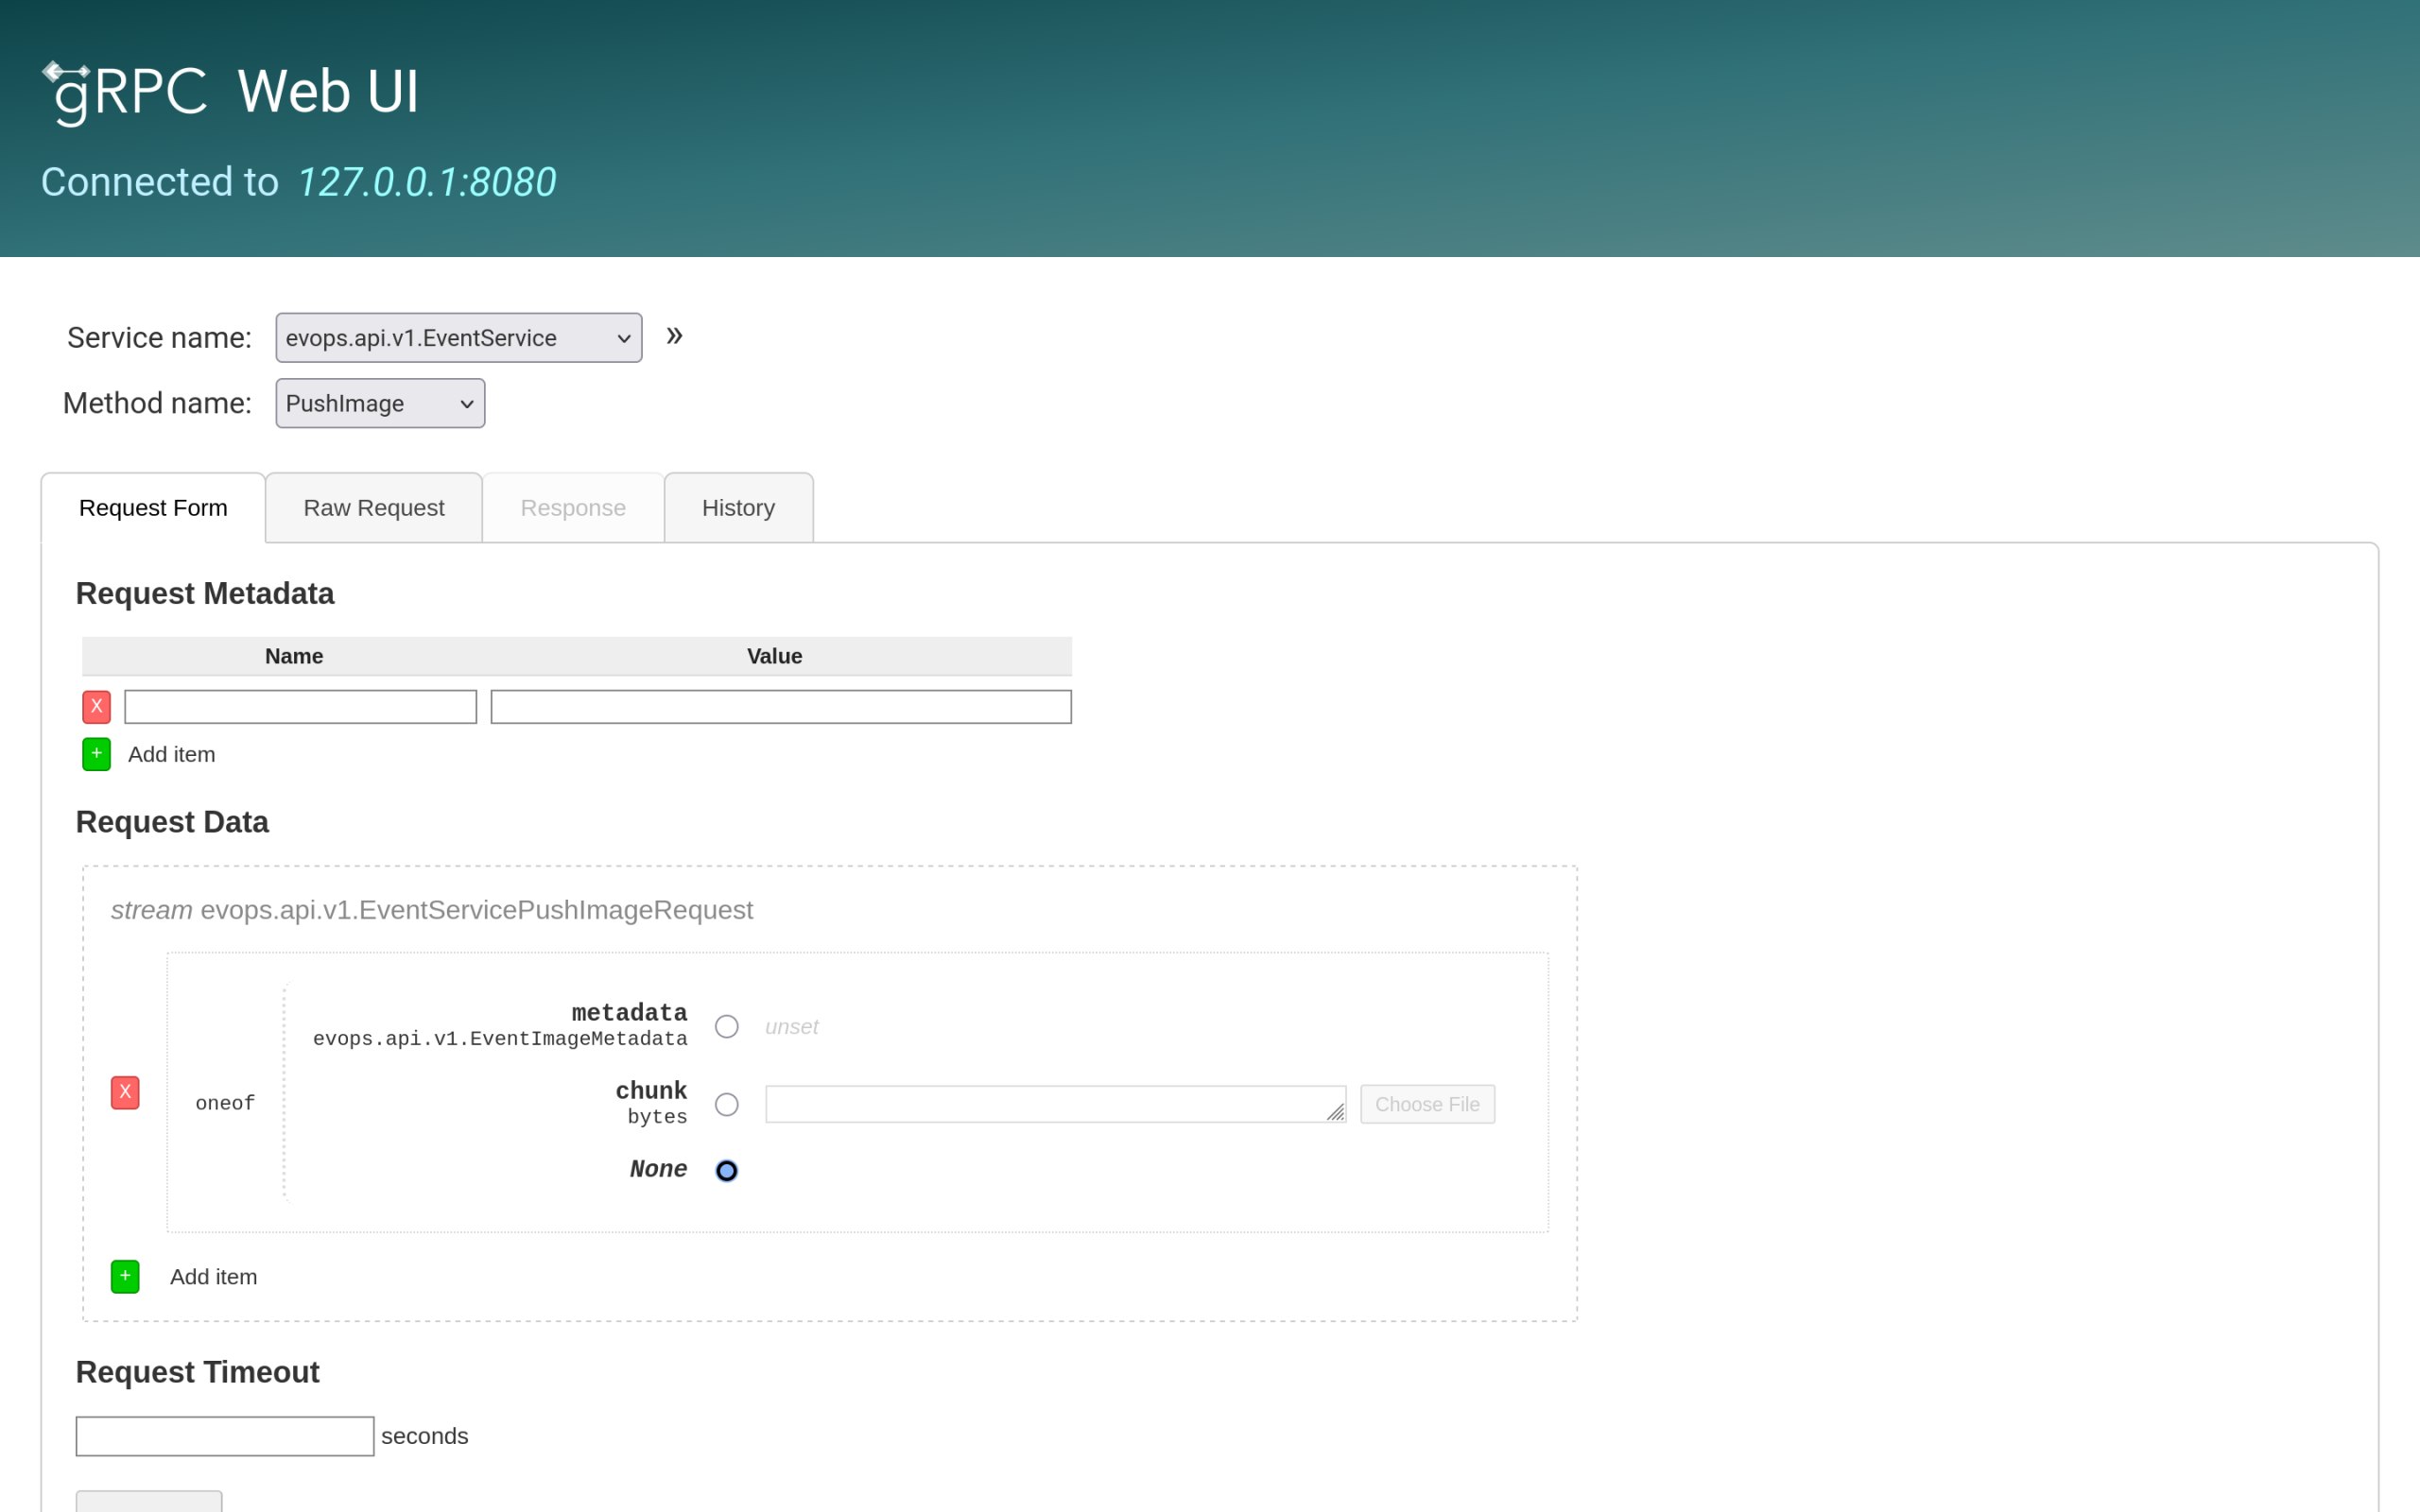 gRPC Web UI
Connected to 127.0.0.1:8080
Service name: evops.api.v1.EventService »
Method name: PushImage
Request Form Raw Request Response History
Request Metadata
Name Value
X
+ Add item
Request Data
stream evops.api.v1.EventServicePushImageRequest
metadata
evops.api.v1.EventImageMetadata unset
X oneof
chunk
bytes Choose File
None
+ Add item
Request Timeout
seconds